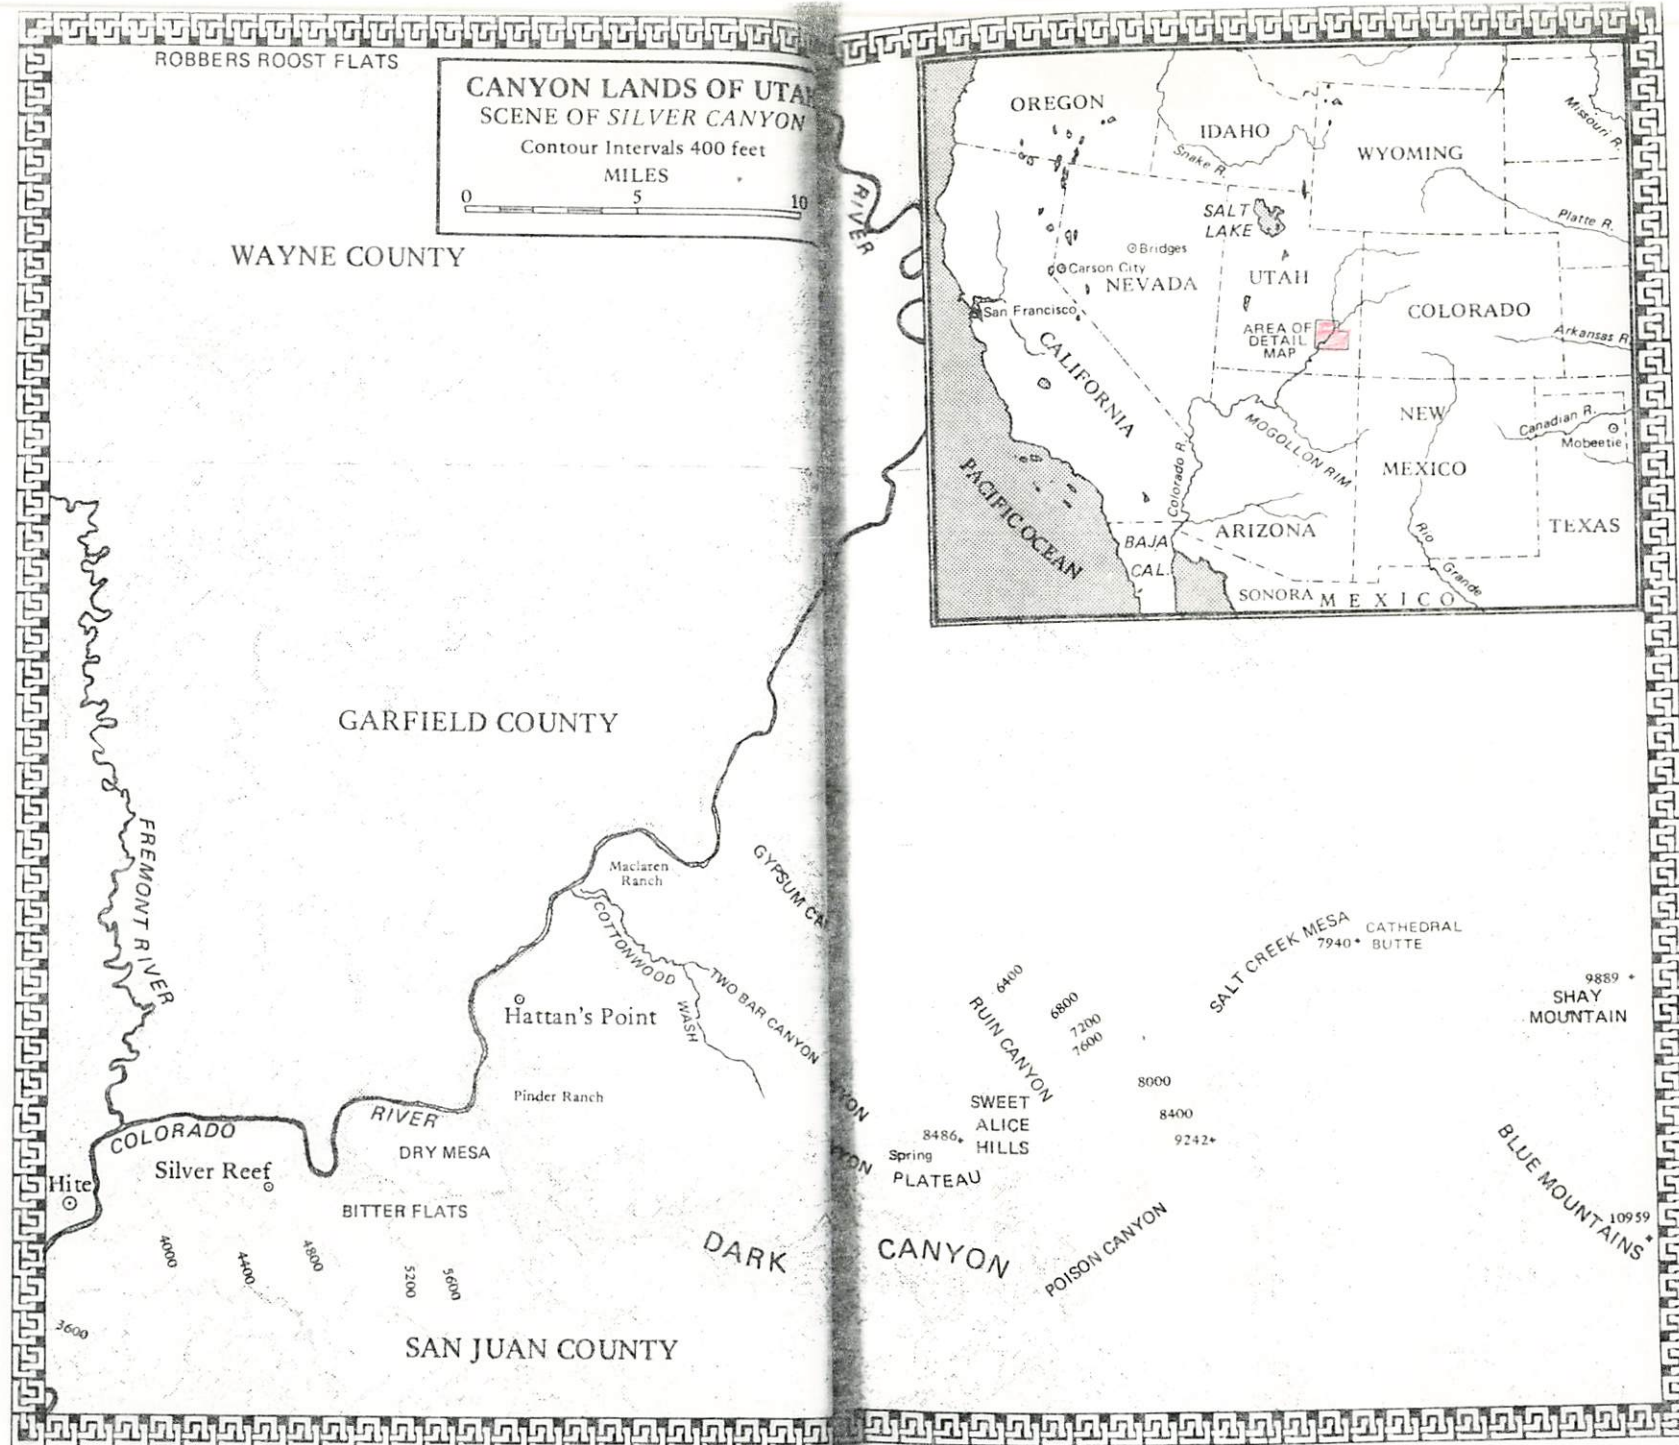 ROBBERS ROOST FLATS
CANYON LANDS OF UTAH
SCENE OF SILVER CANYON
Contour Intervals 400 feet
MILES
0 5 10
WAYNE COUNTY
RIVER
GARFIELD COUNTY
FREMONT RIVER
Maclaren
Ranch
GYPSUM
COTTONWOOD
WASH
TWO BAR CANYON
Hattan's Point
Pinder Ranch
COLORADO
RIVER
DRY MESA
Silver Reef
Hite
BITTER FLATS
4000
4400
4800
5200
5600
3600
SAN JUAN COUNTY
DARK CANYON
OREGON
IDAHO
Snake R.
WYOMING
Missouri R.
Platte R.
SALT
LAKE
Bridges
Carson City
NEVADA
UTAH
San Francisco
COLORADO
AREA OF
DETAIL
MAP
Arkansas R.
CALIFORNIA
MOGOLLON RIM
NEW
MEXICO
Canadian R.
Mobeetie
PACIFIC OCEAN
Colorado R.
ARIZONA
TEXAS
BAJA
CAL.
Rio Grande
SONORA
MEXICO
SALT CREEK MESA
7940
CATHEDRAL
BUTTE
9889
SHAY
MOUNTAIN
6400
6800
7200
7600
RUIN CANYON
8000
8400
9242
SWEET
ALICE
HILLS
8486
Spring
PLATEAU
YON
YON
POISON CANYON
BLUE MOUNTAINS
10959